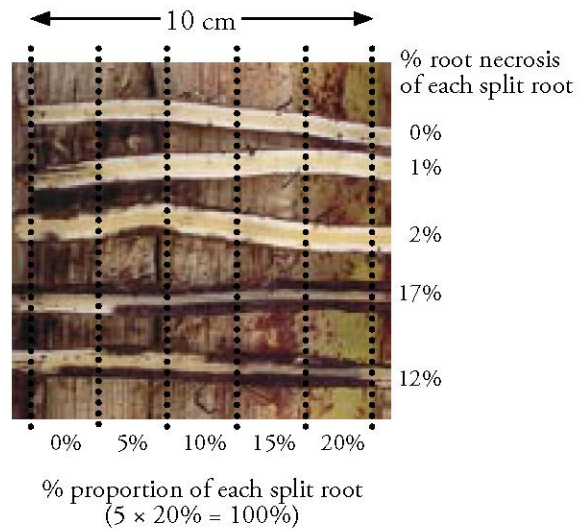 10 cm
% root necrosis
of each split root
0%
1%
2%
17%
12%
0% 5% 10% 15% 20%
% proportion of each split root
(5 × 20% = 100%)